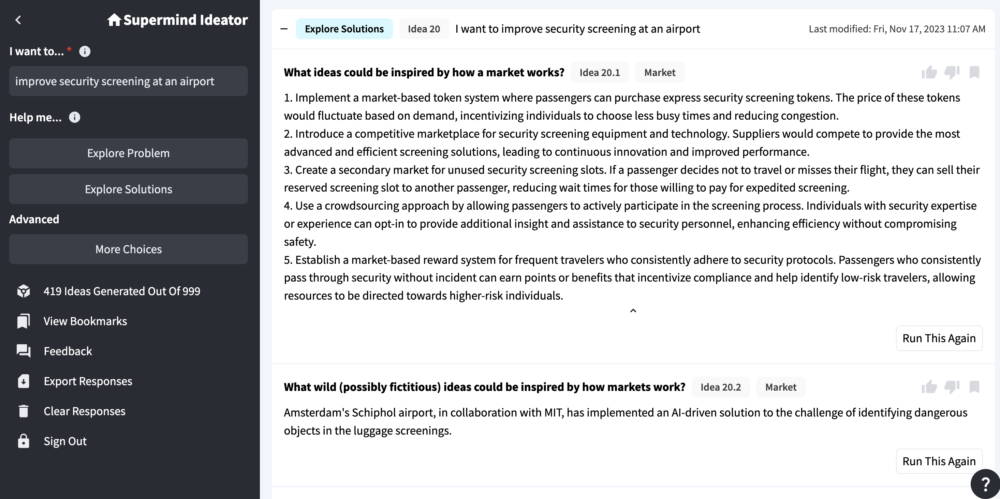 Supermind Ideator
I want to... *
improve security screening at an airport
Help me...
Explore Problem
Explore Solutions
Advanced
More Choices
419 Ideas Generated Out Of 999
View Bookmarks
Feedback
Export Responses
Clear Responses
Sign Out
Explore Solutions Idea 20 I want to improve security screening at an airport Last modified: Fri, Nov 17, 2023 11:07 AM
What ideas could be inspired by how a market works? Idea 20.1 Market
1. Implement a market-based token system where passengers can purchase express security screening tokens. The price of these tokens
would fluctuate based on demand, incentivizing individuals to choose less busy times and reducing congestion.
2. Introduce a competitive marketplace for security screening equipment and technology. Suppliers would compete to provide the most
advanced and efficient screening solutions, leading to continuous innovation and improved performance.
3. Create a secondary market for unused security screening slots. If a passenger decides not to travel or misses their flight, they can sell their
reserved screening slot to another passenger, reducing wait times for those willing to pay for expedited screening.
4. Use a crowdsourcing approach by allowing passengers to actively participate in the screening process. Individuals with security expertise
or experience can opt-in to provide additional insight and assistance to security personnel, enhancing efficiency without compromising
safety.
5. Establish a market-based reward system for frequent travelers who consistently adhere to security protocols. Passengers who consistently
pass through security without incident can earn points or benefits that incentivize compliance and help identify low-risk travelers, allowing
resources to be directed towards higher-risk individuals.
Run This Again
What wild (possibly fictitious) ideas could be inspired by how markets work? Idea 20.2 Market
Amsterdam's Schiphol airport, in collaboration with MIT, has implemented an AI-driven solution to the challenge of identifying dangerous
objects in the luggage screenings.
Run This Again
?